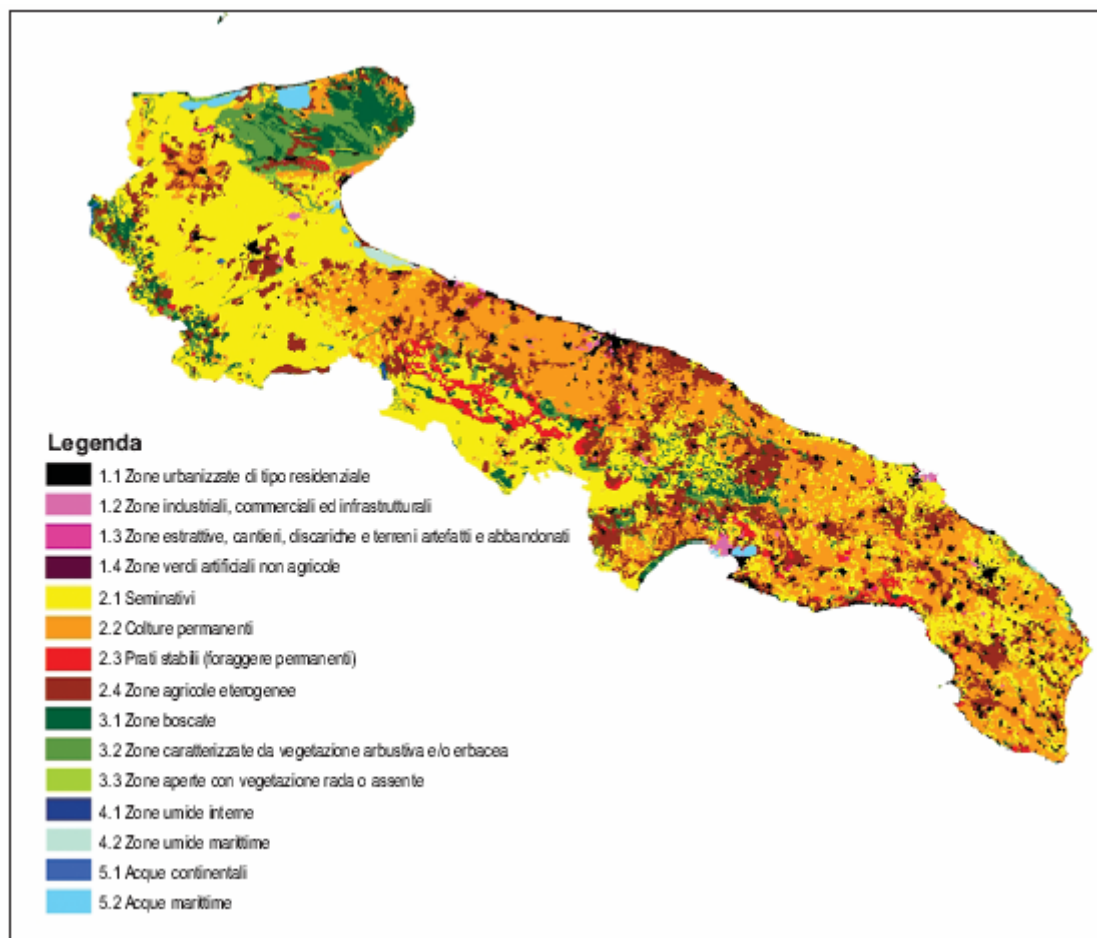 Legenda
1.1 Zone urbanizzate di tipo residenziale
1.2 Zone industriali, commerciali ed infrastrutturali
1.3 Zone estrattive, cantieri, discariche e terreni artefatti e abbandonati
1.4 Zone verdi artificiali non agricole
2.1 Seminativi
2.2 Colture permanenti
2.3 Prati stabili (foraggere permanenti)
2.4 Zone agricole eterogenee
3.1 Zone boscate
3.2 Zone caratterizzate da vegetazione arbustiva e/o erbacea
3.3 Zone aperte con vegetazione rada o assente
4.1 Zone umide interne
4.2 Zone umide marittime
5.1 Acque continentali
5.2 Acque marittime